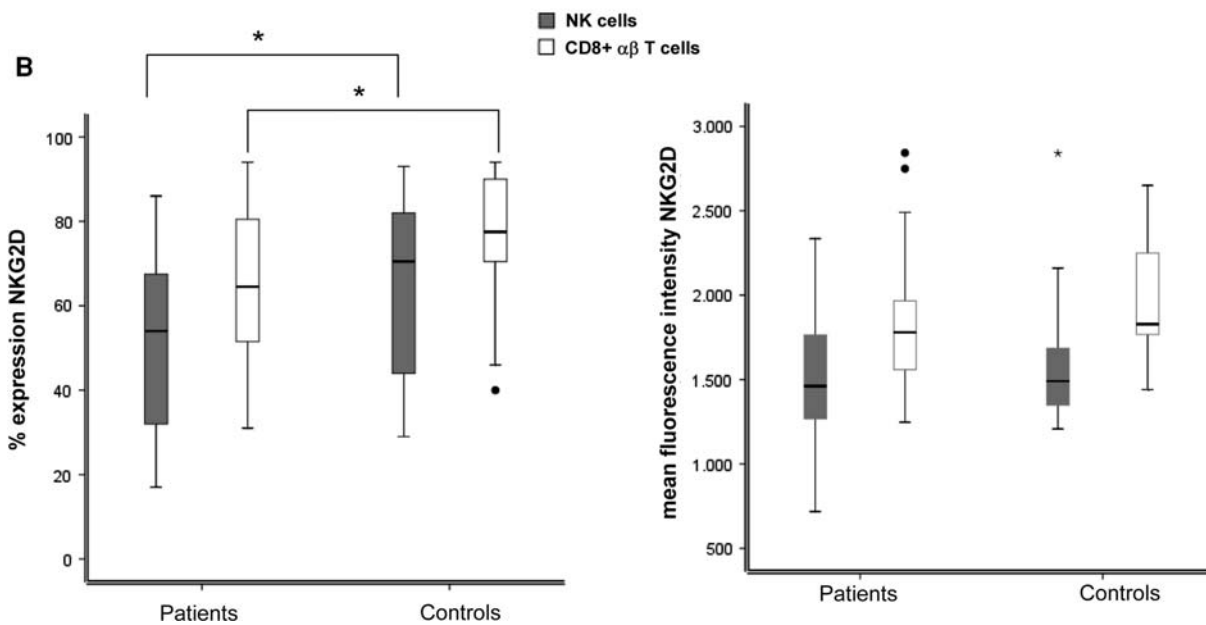 NK cells
CD8+ αβ T cells
B
*
*
% expression NKG2D
100
80
60
40
20
0
Patients
Controls
mean fluorescence intensity NKG2D
3.000
2.500
2.000
1.500
1.000
500
*
Patients
Controls